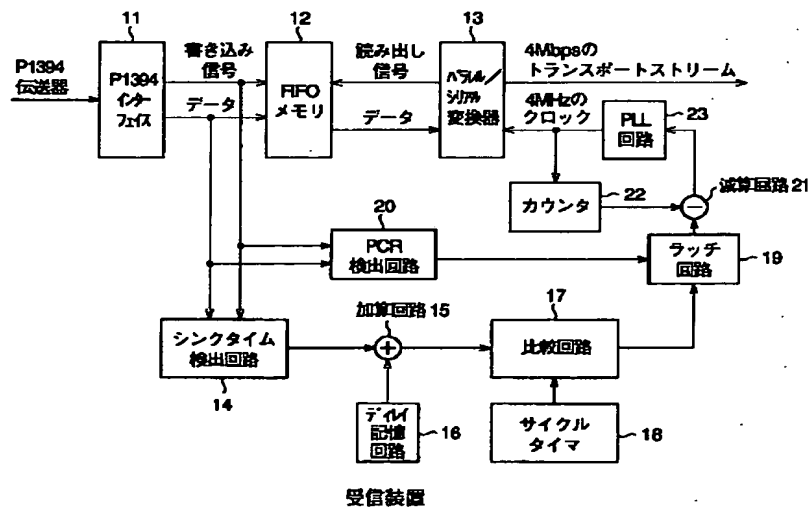 11
12
13
P1394
伝送器
P1394
インター
フェイス
書き込み
信号
データ
FIFO
メモリ
読み出し
信号
データ
パラレル／
シリアル
変換器
4Mbpsの
トランスポートストリーム
4MHzの
クロック
PLL
回路
23
カウンタ
22
減算回路 21
20
PCR
検出回路
ラッチ
回路
19
シンクタイム
検出回路
14
加算回路 15
+
17
比較回路
ディレイ
記憶
回路
16
サイクル
タイマ
18
受信装置